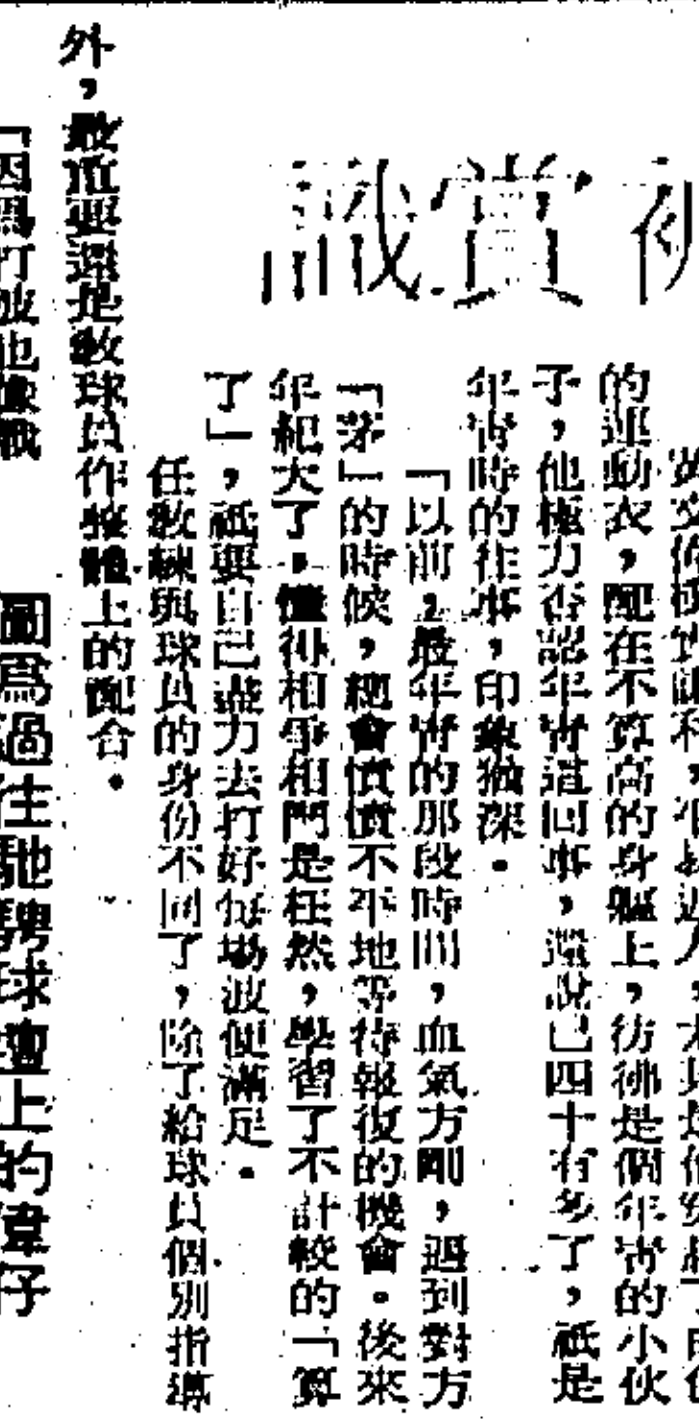 賞識
的運動衣，配在不算高的身軀上，彷彿是個年青的小伙
子，他極力否認年青這回事，還說已四十有多了，祇是
年青時的往事，印象猶深。
「以前，最年青的那段時間，血氣方剛，遇到對方
「茅」的時候，總會憤憤不平地等待報復的機會。後來
年紀大了，懂得相爭相鬥是枉然，學習了不計較的「算
了」，祇要自己盡力去打好每場波便滿足。
任教練與球員的身份不同了，除了給球員個別指導
外，最重要還是教球員作整體上的配合。
「因爲打波也像戰
圖爲過往馳騁球壇上的偉仔